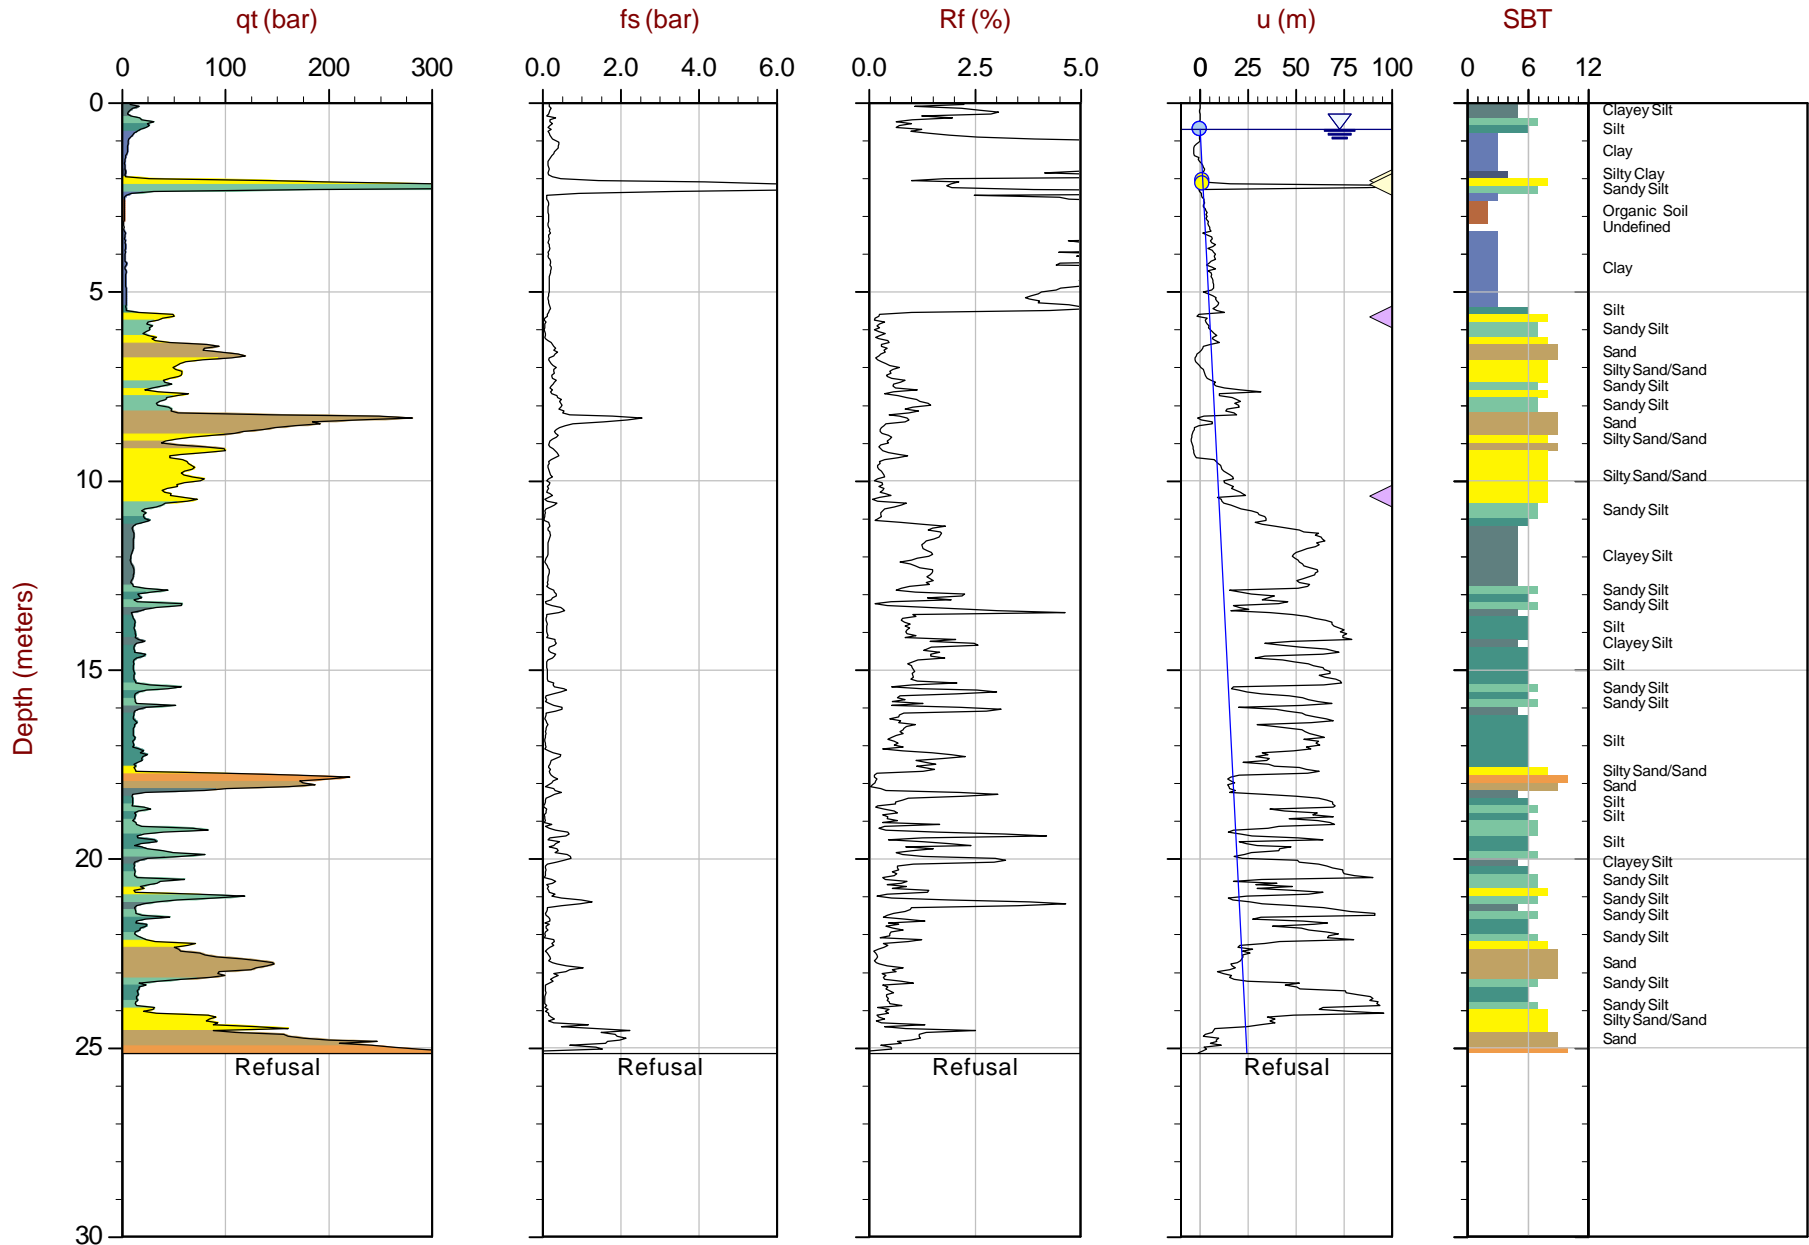 qt (bar) fs (bar) Rf (%) u (m) SBT
0 100 200 300 0.0 2.0 4.0 6.0 0.0 2.5 5.0 0 25 50 75 100 0 6 12
0
Clayey Silt
Silt
Clay
Silty Clay
Sandy Silt
Organic Soil
Undefined
Clay
5
Silt
Sandy Silt
Sand
Silty Sand/Sand
Sandy Silt
Sandy Silt
Sand
Silty Sand/Sand
Silty Sand/Sand
10
Sandy Silt
Clayey Silt
Sandy Silt
Sandy Silt
Silt
Clayey Silt
Silt
15
Sandy Silt
Sandy Silt
Silt
Silty Sand/Sand
Sand
Silt
Silt
Silt
20
Clayey Silt
Sandy Silt
Sandy Silt
Sandy Silt
Sandy Silt
Sand
Sandy Silt
Sandy Silt
Silty Sand/Sand
Sand
25
Refusal Refusal Refusal Refusal
30
Depth (meters)